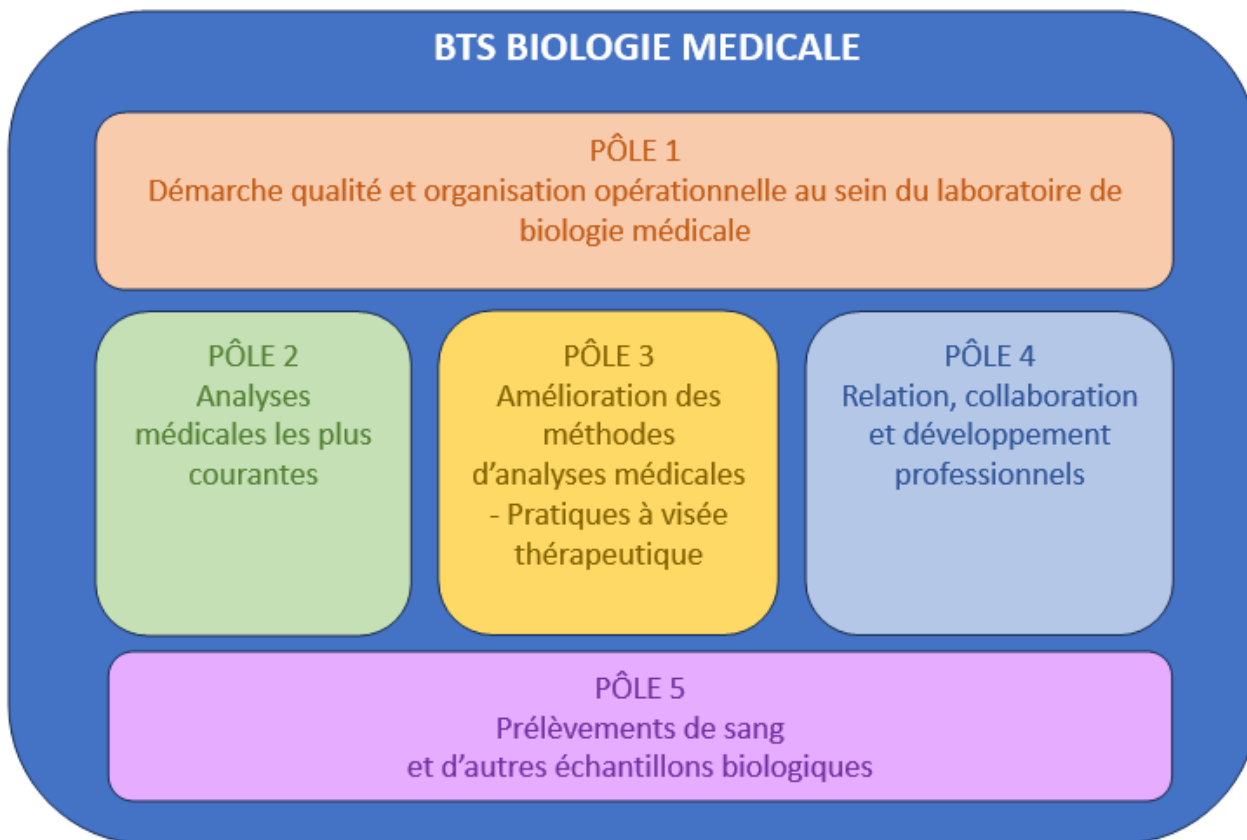 BTS BIOLOGIE MEDICALE
PÔLE 1
Démarche qualité et organisation opérationnelle au sein du laboratoire de
biologie médicale
PÔLE 2
Analyses
médicales les plus
courantes
PÔLE 3
Amélioration des
méthodes
d'analyses médicales
- Pratiques à visée
thérapeutique
PÔLE 4
Relation, collaboration
et développement
professionnels
PÔLE 5
Prélèvements de sang
et d'autres échantillons biologiques